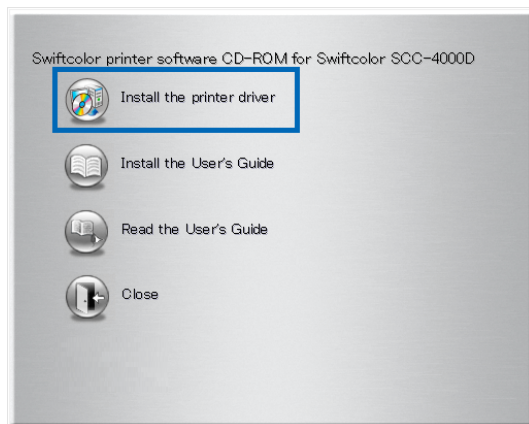 Swiftcolor printer software CD-ROM for Swiftcolor SCC-4000D
Install the printer driver
Install the User's Guide
Read the User's Guide
Close